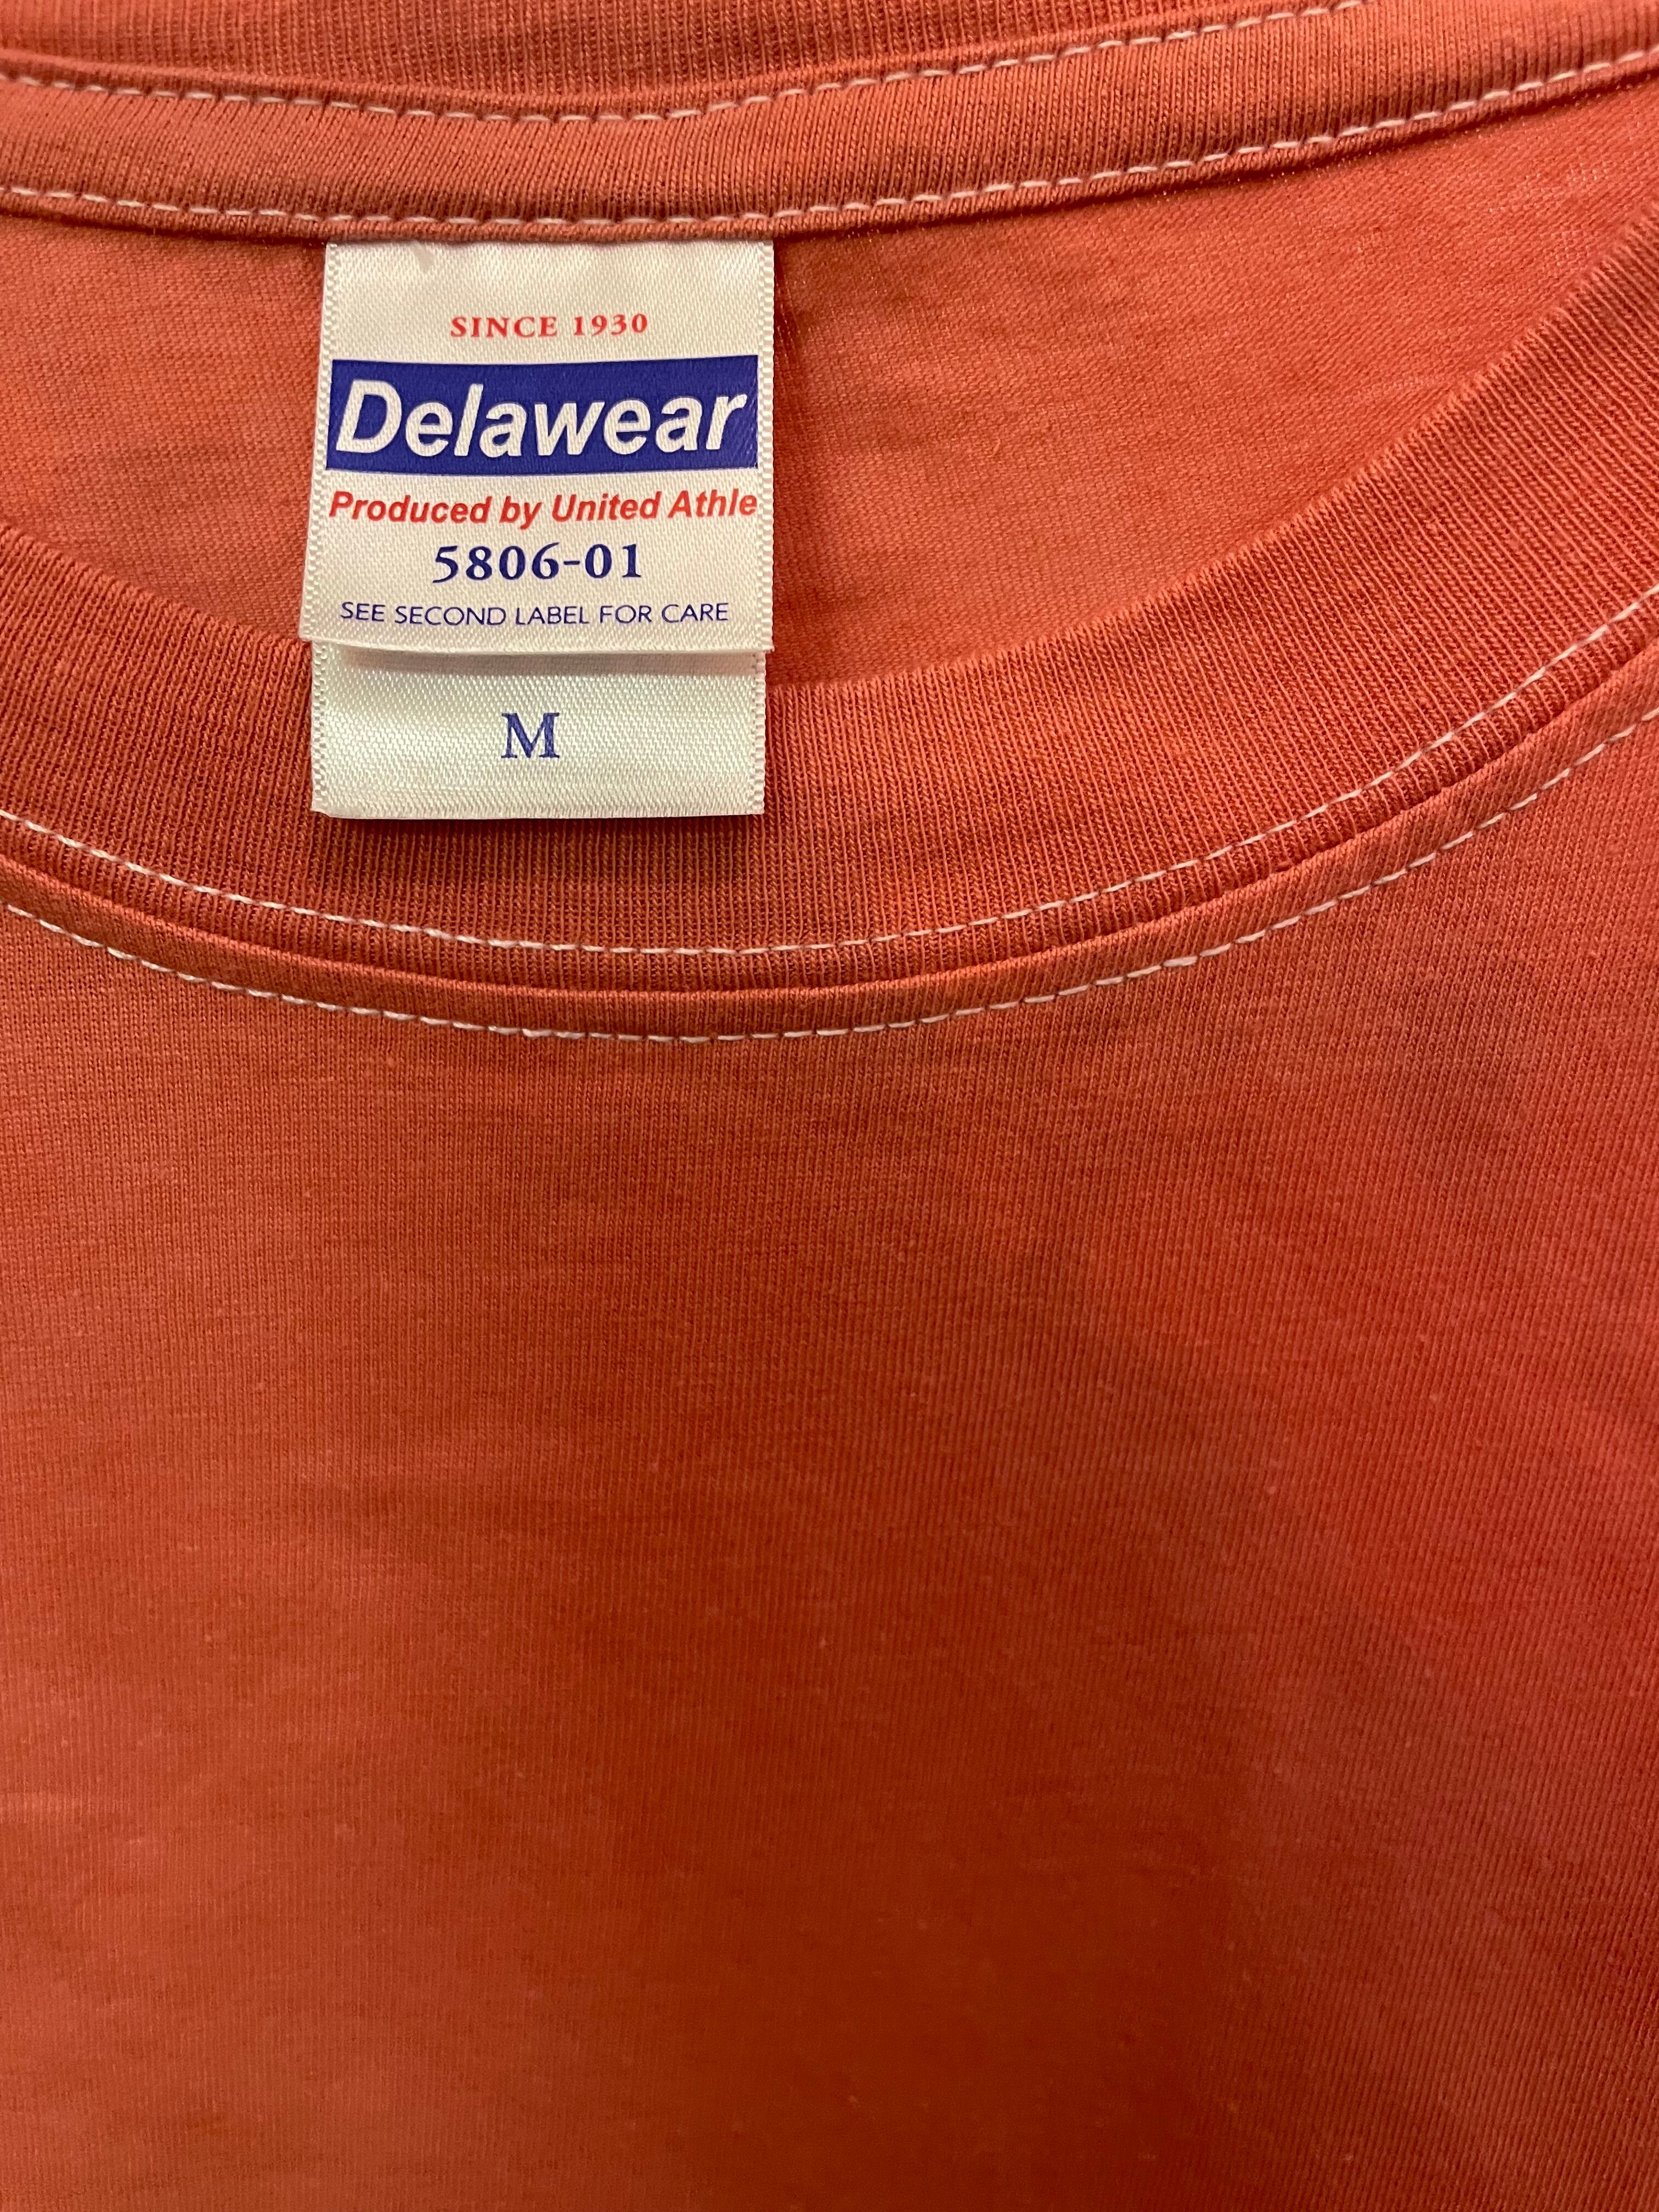 SINCE 1930
Delawear
Produced by United Athle
5806-01
SEE SECOND LABEL FOR CARE
M